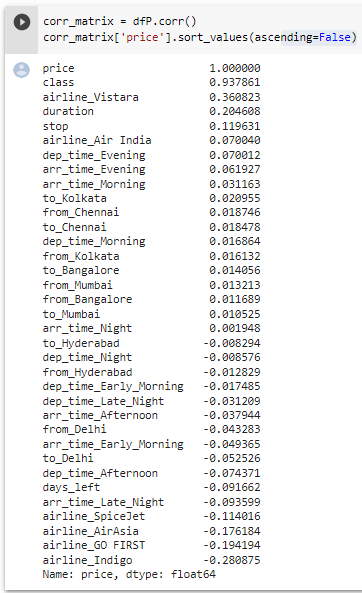 corr_matrix = dfP.corr()
corr_matrix['price'].sort_values(ascending=False)
price 1.000000
class 0.937861
airline_Vistara 0.360823
duration 0.204608
stop 0.119631
airline_Air India 0.070040
dep_time_Evening 0.070012
arr_time_Evening 0.061927
arr_time_Morning 0.031163
to_Kolkata 0.020955
from_Chennai 0.018746
to_Chennai 0.018478
dep_time_Morning 0.016864
from_Kolkata 0.016132
to_Bangalore 0.014056
from_Mumbai 0.013213
from_Bangalore 0.011689
to_Mumbai 0.010525
arr_time_Night 0.001948
to_Hyderabad -0.008294
dep_time_Night -0.008576
from_Hyderabad -0.012829
dep_time_Early_Morning -0.017485
dep_time_Late_Night -0.031209
arr_time_Afternoon -0.037944
from_Delhi -0.043283
arr_time_Early_Morning -0.049365
to_Delhi -0.052526
dep_time_Afternoon -0.074371
days_left -0.091662
arr_time_Late_Night -0.093599
airline_SpiceJet -0.114016
airline_AirAsia -0.176184
airline_GO FIRST -0.194194
airline_Indigo -0.280875
Name: price, dtype: float64